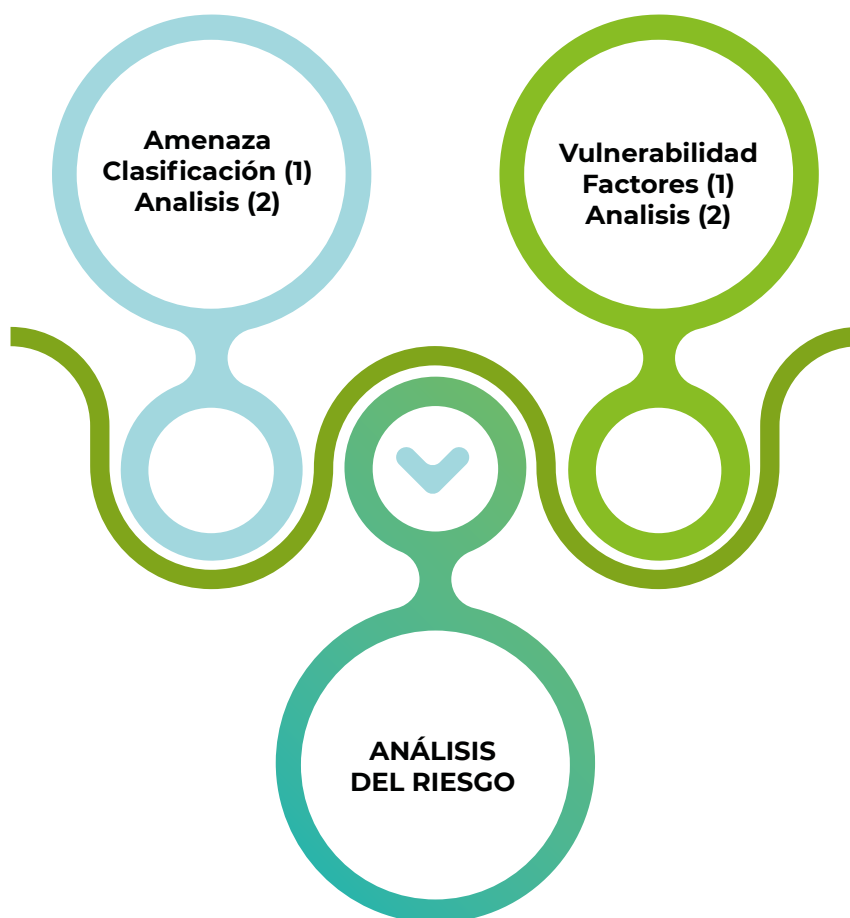 Amenaza
Clasificación (1)
Analisis (2)
Vulnerabilidad
Factores (1)
Analisis (2)
ANÁLISIS
DEL RIESGO